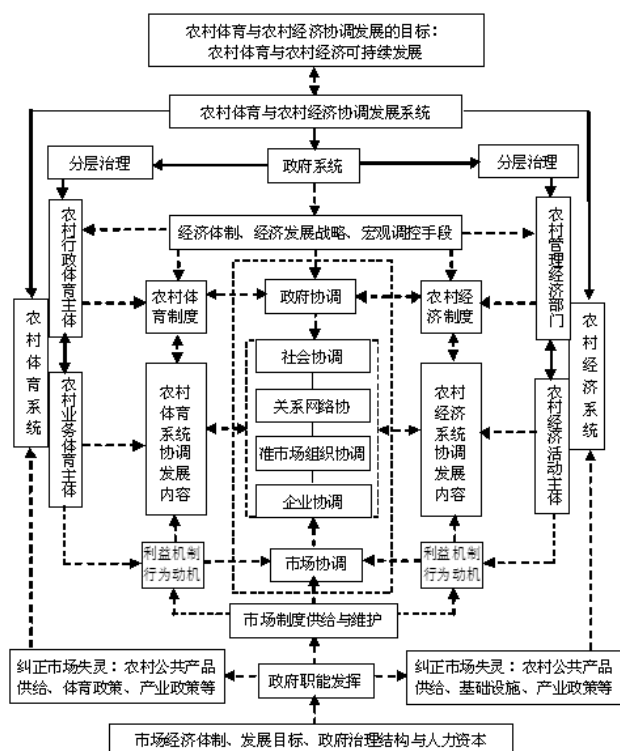 农村体育与农村经济协调发展的目标：
农村体育与农村经济可持续发展
农村体育与农村经济协调发展系统
分层治理
政府系统
分层治理
农村行政体育主体
经济体制、经济发展战略、宏观调控手段
农村管理经济部门
农村体
育制度
政府协调
农村经
济制度
农村体育系统
农村经济系统
社会协调
关系网络协
准市场组织协调
企业协调
农村
体育
系统
协调
发展
内容
农村
经济
系统
协调
发展
内容
农村业务体育主体
农村经济活动主体
利益机制
行为动机
市场协调
利益机制
行为动机
市场制度供给与维护
纠正市场失灵：农村公共产品
供给、体育政策、产业政策等
政府职能发挥
纠正市场失灵：农村公共产品
供给、基础设施、产业政策等
市场经济体制、发展目标、政府治理结构与人力资本